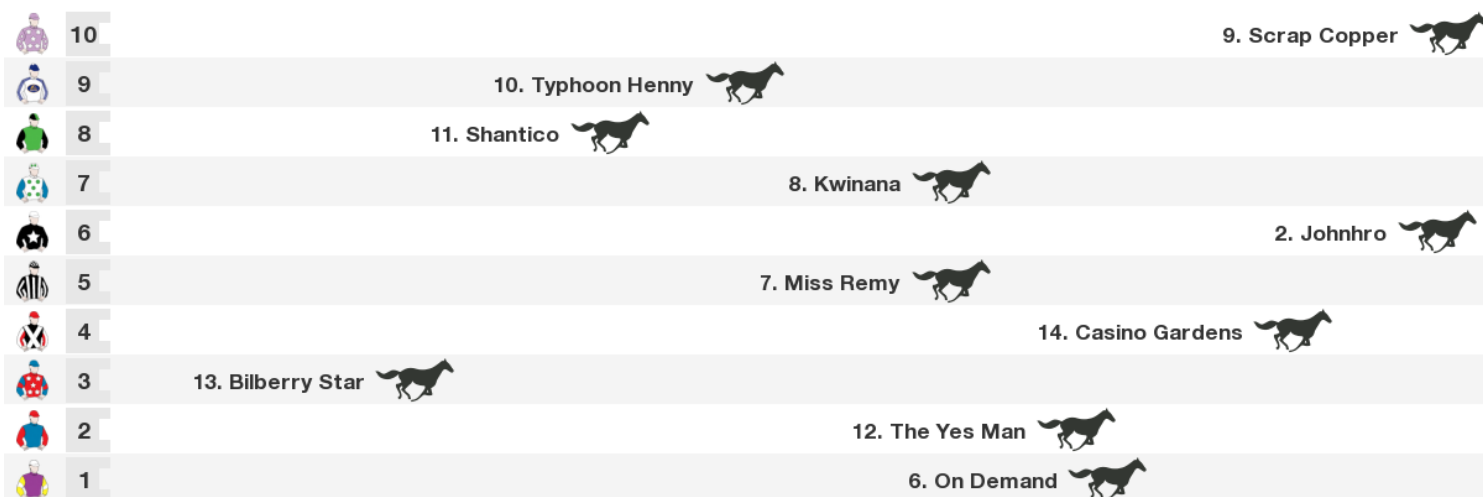 10 9. Scrap Copper
9 10. Typhoon Henny
8 11. Shantico
7 8. Kwinana
6 2. Johnhro
5 7. Miss Remy
4 14. Casino Gardens
3 13. Bilberry Star
2 12. The Yes Man
1 6. On Demand